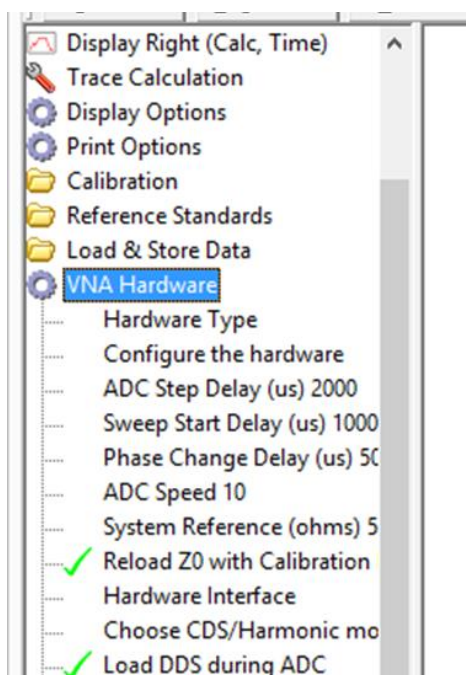 Display Right (Calc, Time)
Trace Calculation
Display Options
Print Options
Calibration
Reference Standards
Load & Store Data
VNA Hardware
Hardware Type
Configure the hardware
ADC Step Delay (us) 2000
Sweep Start Delay (us) 1000
Phase Change Delay (us) 50
ADC Speed 10
System Reference (ohms) 5
Reload Z0 with Calibration
Hardware Interface
Choose CDS/Harmonic mo
Load DDS during ADC